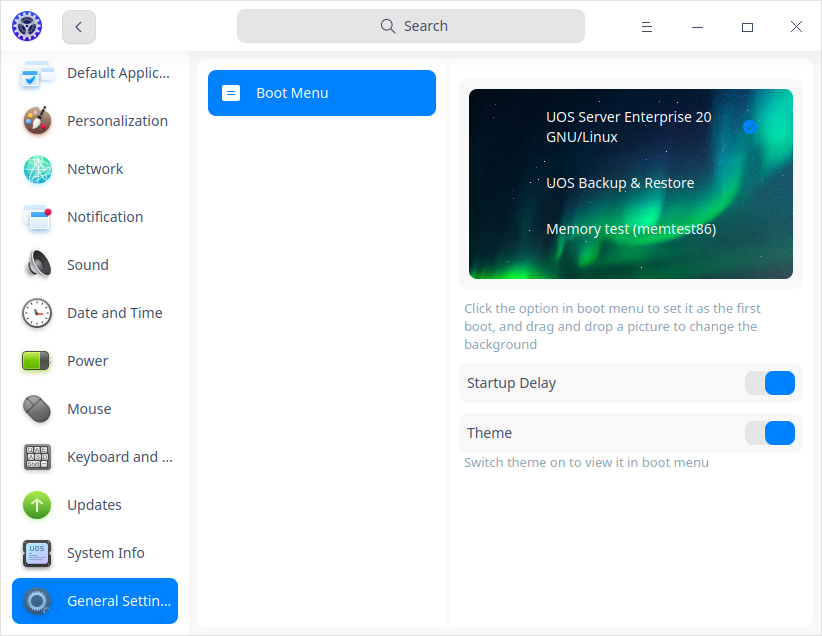 Search
Default Applic...
Personalization
Network
Notification
Sound
Date and Time
Power
Mouse
Keyboard and ...
Updates
UOS
System Info
General Settin...
Boot Menu
UOS Server Enterprise 20
GNU/Linux
UOS Backup & Restore
Memory test (memtest86)
Click the option in boot menu to set it as the first
boot, and drag and drop a picture to change the
background
Startup Delay
Theme
Switch theme on to view it in boot menu